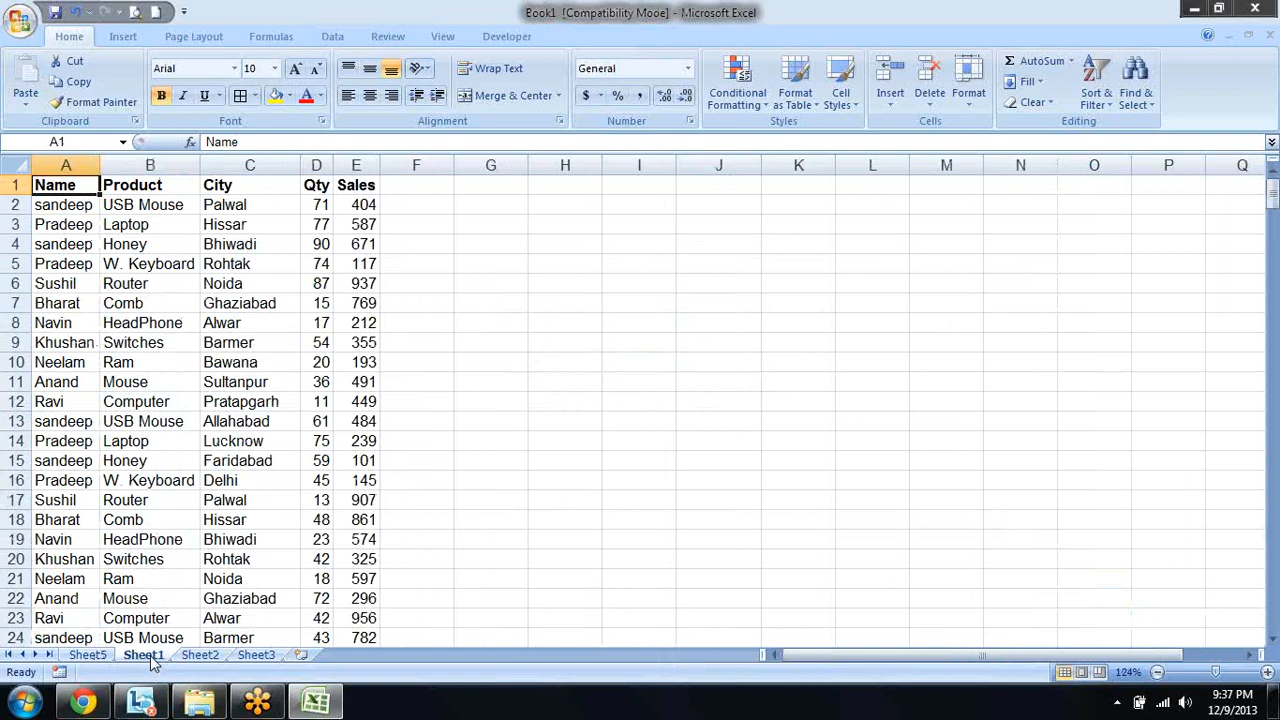 Book1 [Compatibility Mode] - Microsoft Excel
Home Insert Page Layout Formulas Data Review View Developer
Paste Cut Arial 10 Wrap Text General Conditional Formatting Format as Table Cell Styles Insert Delete Format AutoSum Sort & Filter Find & Select
Copy Fill
Format Painter B I U A Merge & Center $ % , Clear
Clipboard Font Alignment Number Styles Cells Editing
A1 fx Name
A B C D E F G H I J K L M N O P Q
1 Name Product City Qty Sales
2 sandeep USB Mouse Palwal 71 404
3 Pradeep Laptop Hissar 77 587
4 sandeep Honey Bhiwadi 90 671
5 Pradeep W. Keyboard Rohtak 74 117
6 Sushil Router Noida 87 937
7 Bharat Comb Ghaziabad 15 769
8 Navin HeadPhone Alwar 17 212
9 Khushan Switches Barmer 54 355
10 Neelam Ram Bawana 20 193
11 Anand Mouse Sultanpur 36 491
12 Ravi Computer Pratapgarh 11 449
13 sandeep USB Mouse Allahabad 61 484
14 Pradeep Laptop Lucknow 75 239
15 sandeep Honey Faridabad 59 101
16 Pradeep W. Keyboard Delhi 45 145
17 Sushil Router Palwal 13 907
18 Bharat Comb Hissar 48 861
19 Navin HeadPhone Bhiwadi 23 574
20 Khushan Switches Rohtak 42 325
21 Neelam Ram Noida 18 597
22 Anand Mouse Ghaziabad 72 296
23 Ravi Computer Alwar 42 956
24 sandeep USB Mouse Barmer 43 782
Sheet5 Sheet1 Sheet2 Sheet3
Ready 124%
9:37 PM
12/9/2013